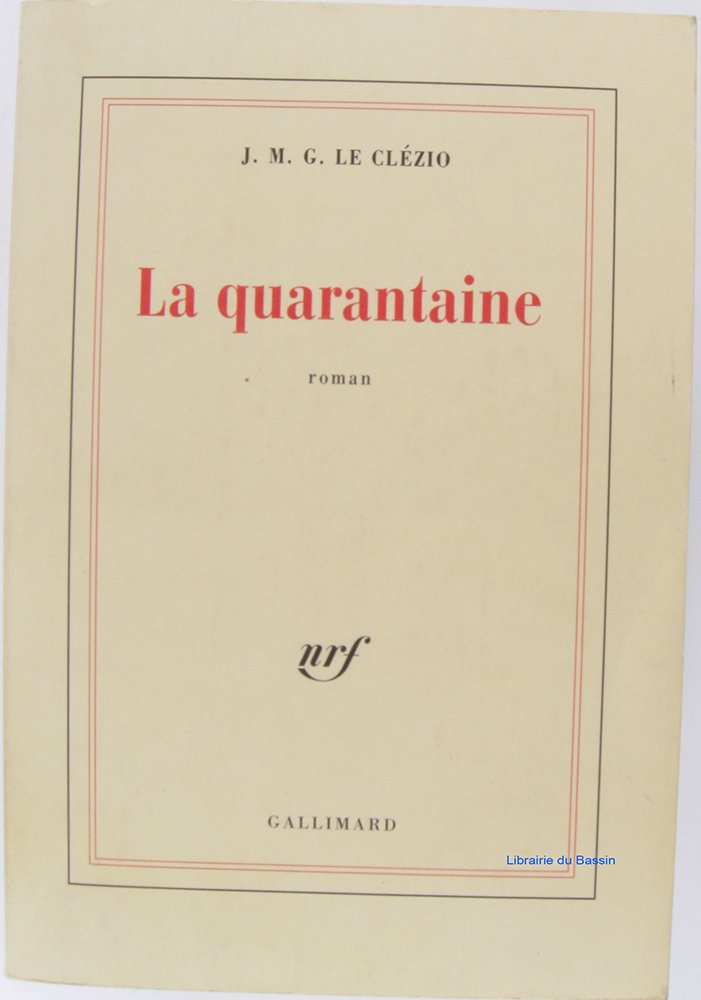 J. M. G. LE CLÉZIO
La quarantaine
roman
nrf
GALLIMARD
Librairie du Bassin